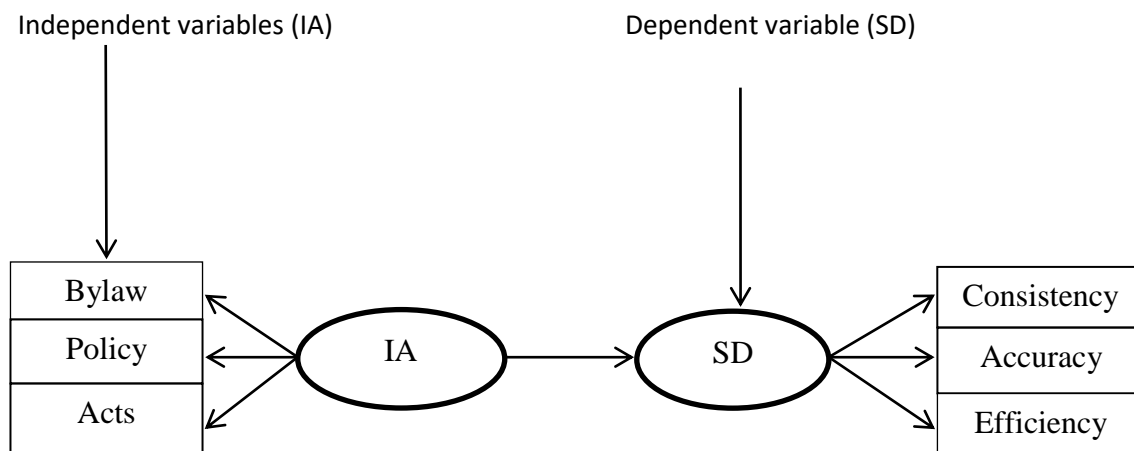 Independent variables (IA)
Dependent variable (SD)
Bylaw
Policy
Acts
IA
SD
Consistency
Accuracy
Efficiency